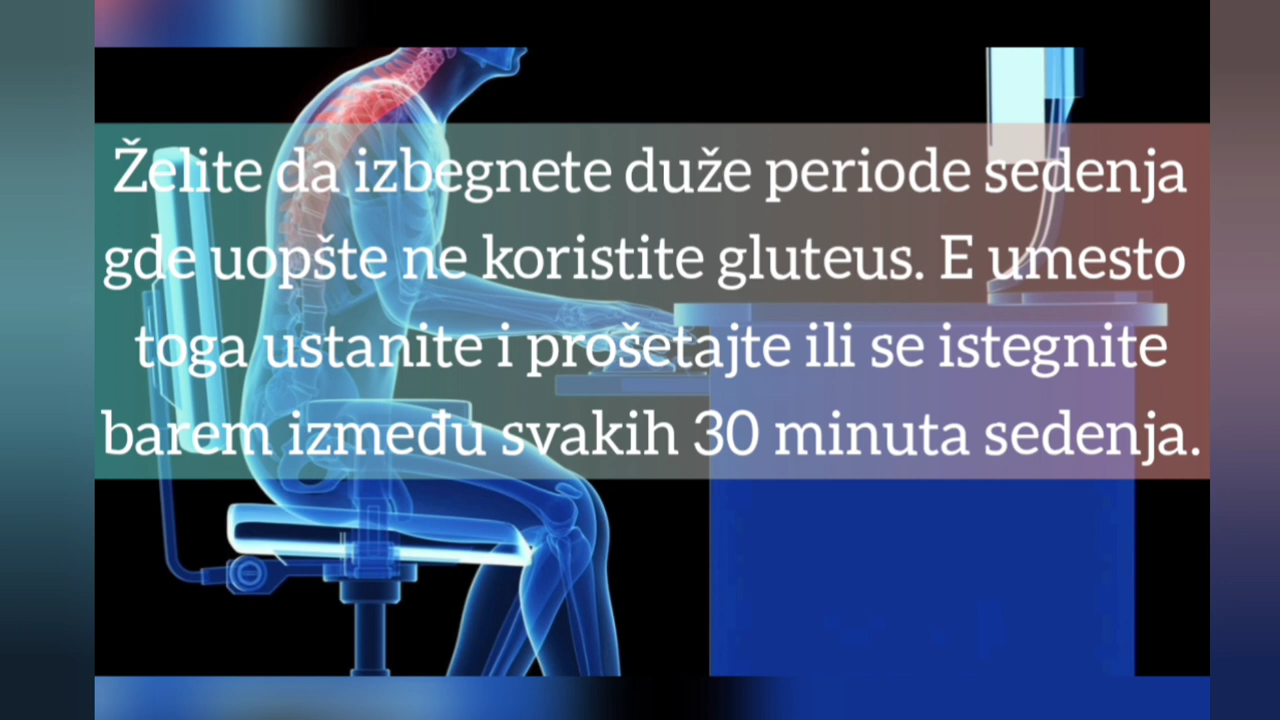 Želite da izbegnete duže periode sedenja
gde uopšte ne koristite gluteus. E umesto
toga ustanite i prošetajte ili se istegnite
barem između svakih 30 minuta sedenja.